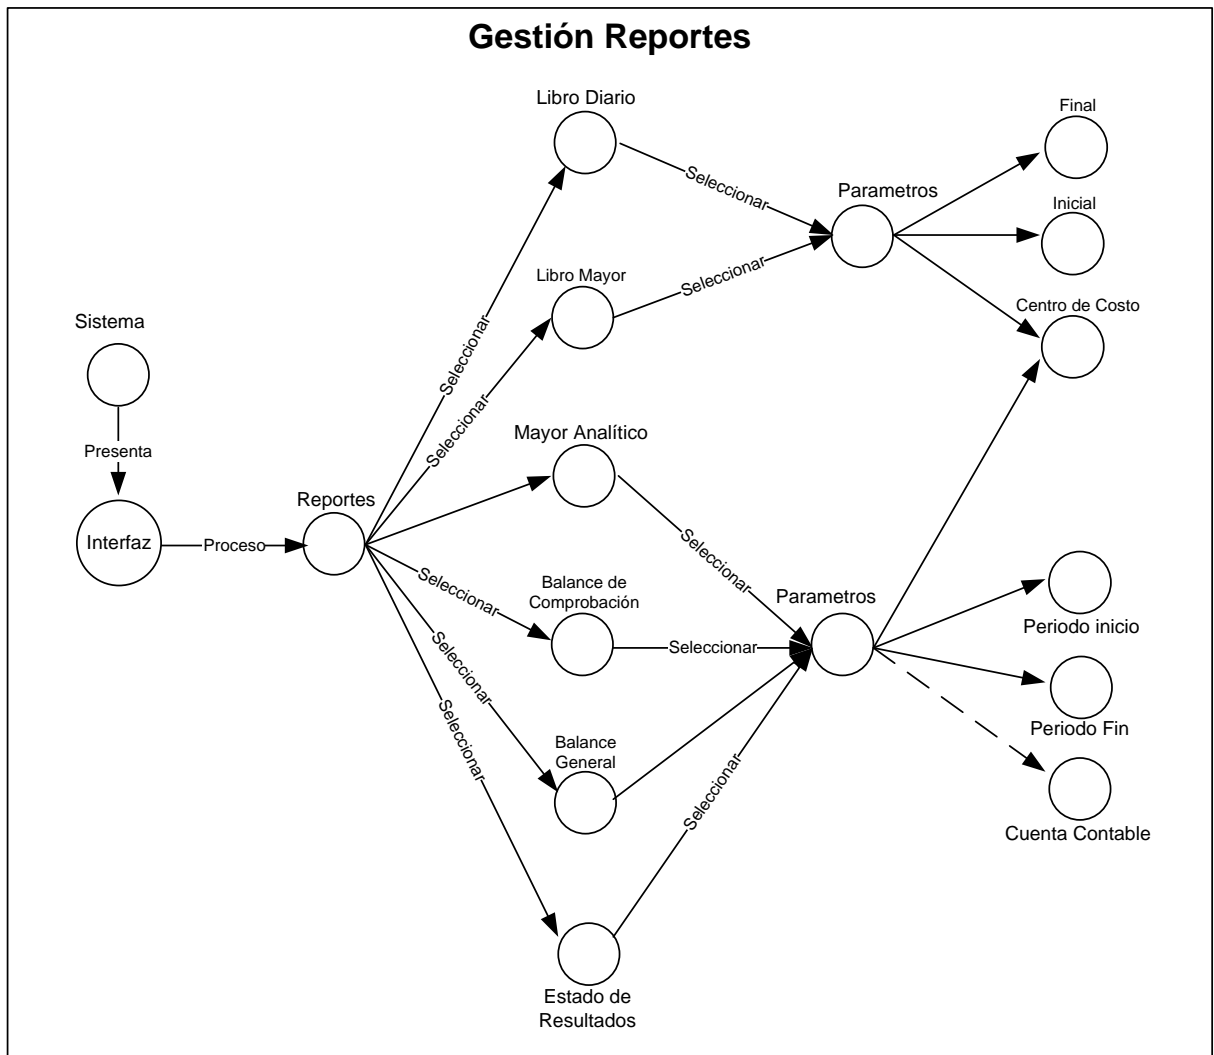 Gestión Reportes
Libro Diario
Final
Seleccionar
Parametros
Inicial
Libro Mayor
Seleccionar
Centro de Costo
Sistema
Seleccionar
Seleccionar
Presenta
Mayor Analítico
Reportes
Interfaz
Proceso
Seleccionar
Seleccionar
Balance de
Comprobación
Parametros
Periodo inicio
Seleccionar
Seleccionar
Seleccionar
Periodo Fin
Balance
General
Seleccionar
Cuenta Contable
Estado de
Resultados